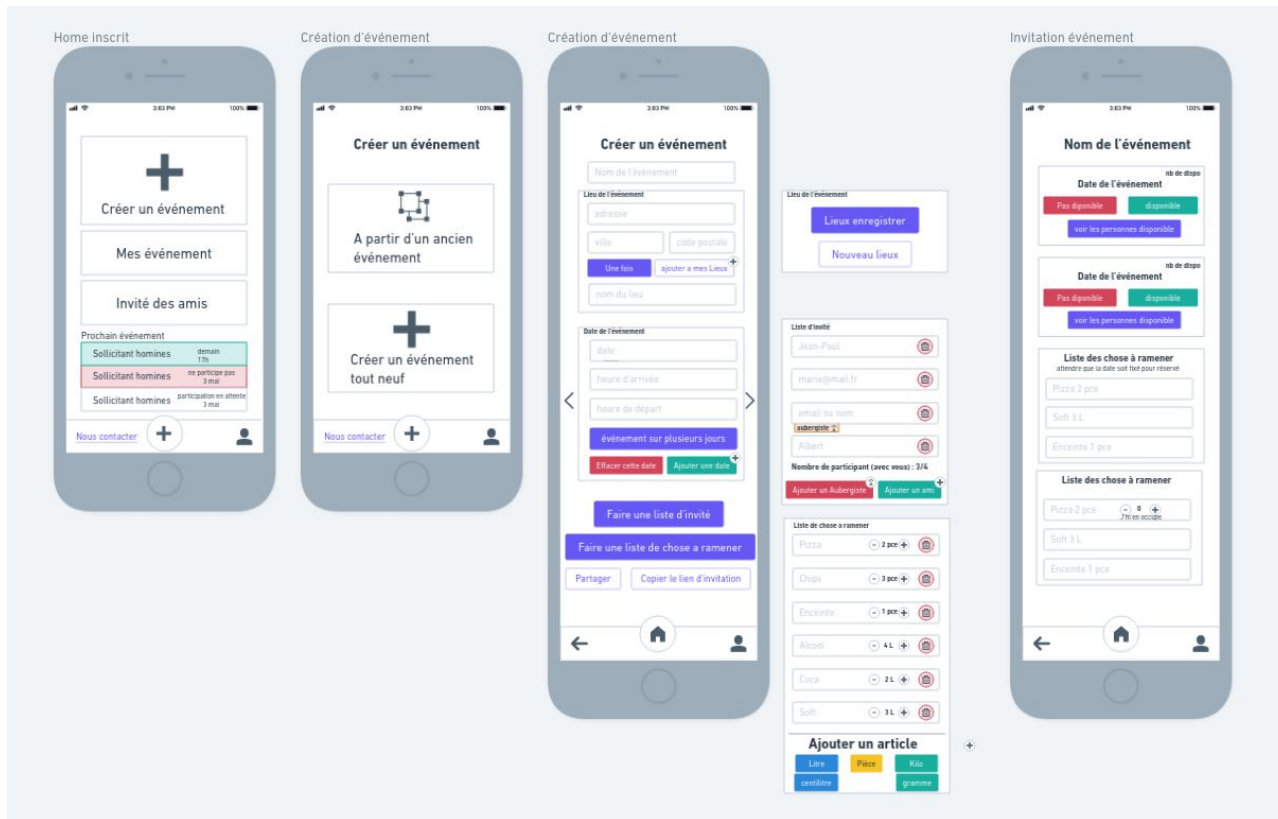 Home inscrit
3:03 PM
100%
Créer un événement
Mes événement
Invité des amis
Prochain événement
Sollicitant homines
demain
17h
Sollicitant homines
ne participe pas
3 mai
Sollicitant homines
participation en attente
3 mai
Nous contacter
Création d'événement
3:03 PM
100%
Créer un événement
A partir d'un ancien
événement
Créer un événement
tout neuf
Nous contacter
Création d'événement
3:03 PM
100%
Créer un événement
Nom de l'événement
Lieu de l'événement
adresse
ville
code postale
Une fois
ajouter a mes Lieux
nom du lieu
Date de l'événement
date
heure d'arrivée
heure de départ
événement sur plusieurs jours
Effacer cette date
Ajouter une date
Faire une liste d'invité
Faire une liste de chose a ramener
Partager
Copier le lien d'invitation
Lieu de l'événement
Lieux enregistrer
Nouveau lieux
Liste d'invité
Jean-Paul
marie@mail.fr
email ou nom
aubergiste
Albert
Nombre de participant (avec vous) : 3/4
Ajouter un Aubergiste
Ajouter un ami
Liste de chose a ramener
Pizza
2 pce
Chips
3 pce
Enceinte
1 pce
Alcool
4 L
Coca
2 L
Soft
3 L
Ajouter un article
Litre
Pièce
Kilo
centilitre
gramme
Invitation événement
3:03 PM
100%
Nom de l'événement
nb de dispo
Date de l'événement
Pas diponible
disponible
voir les personnes disponible
nb de dispo
Date de l'événement
Pas diponible
disponible
voir les personnes disponible
Liste des chose à ramener
attendre que la date soit fixé pour réservé
Pizza 2 pce
Soft 3 L
Enceinte 1 pce
Liste des chose à ramener
Pizza 2 pce
0
J'm'en occupe
Soft 3 L
Enceinte 1 pce